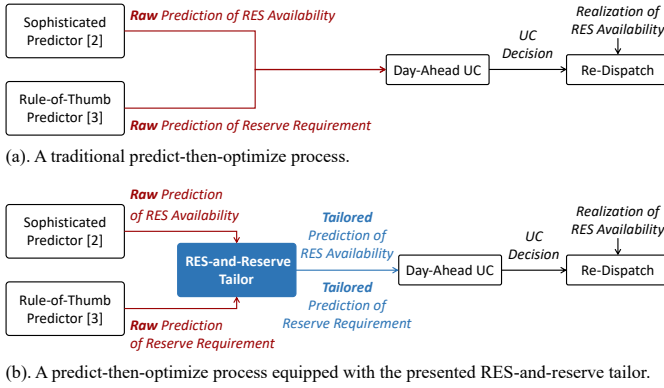 Sophisticated
Predictor [2]
Raw Prediction of RES Availability
Rule-of-Thumb
Predictor [3]
Raw Prediction of Reserve Requirement
Day-Ahead UC
UC
Decision
Realization of
RES Availability
Re-Dispatch
(a). A traditional predict-then-optimize process.
Raw Prediction
of RES Availability
Sophisticated
Predictor [2]
RES-and-Reserve
Tailor
Rule-of-Thumb
Predictor [3]
Raw Prediction
of Reserve Requirement
Tailored
Prediction of
RES Availability
Tailored
Prediction of
Reserve Requirement
Day-Ahead UC
UC
Decision
Realization of
RES Availability
Re-Dispatch
(b). A predict-then-optimize process equipped with the presented RES-and-reserve tailor.